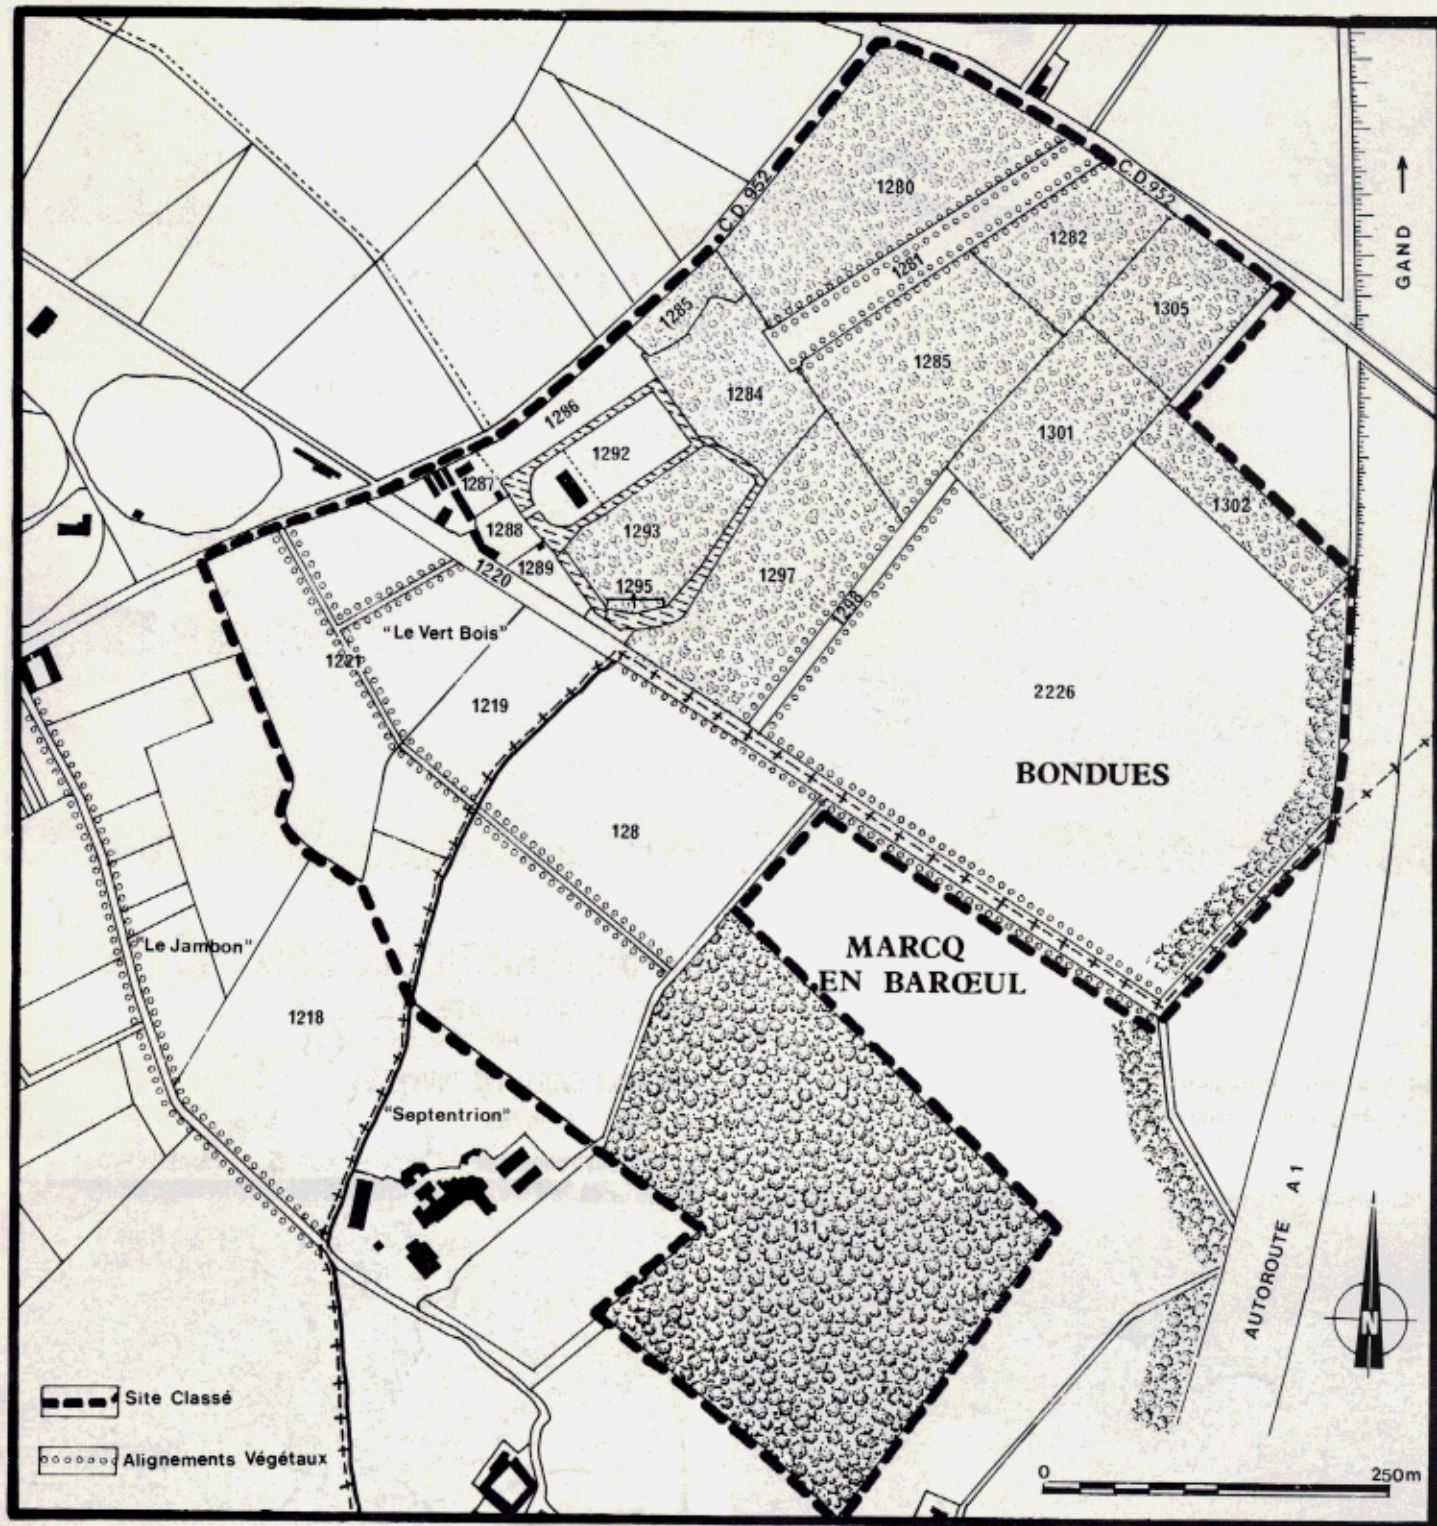 C.D. 952
C.D. 952
GAND
1280
1281
1282
1305
1285
1285
1284
1286
1301
1292
1287
1302
1288
1293
1289
1220
1295
1297
1298
"Le Vert Bois"
1221
1219
2226
BONDUES
128
MARCQ
EN BARŒUL
"Le Jambon"
1218
"Septentrion"
131
AUTOROUTE A 1
N
Site Classé
Alignements Végétaux
0 250m